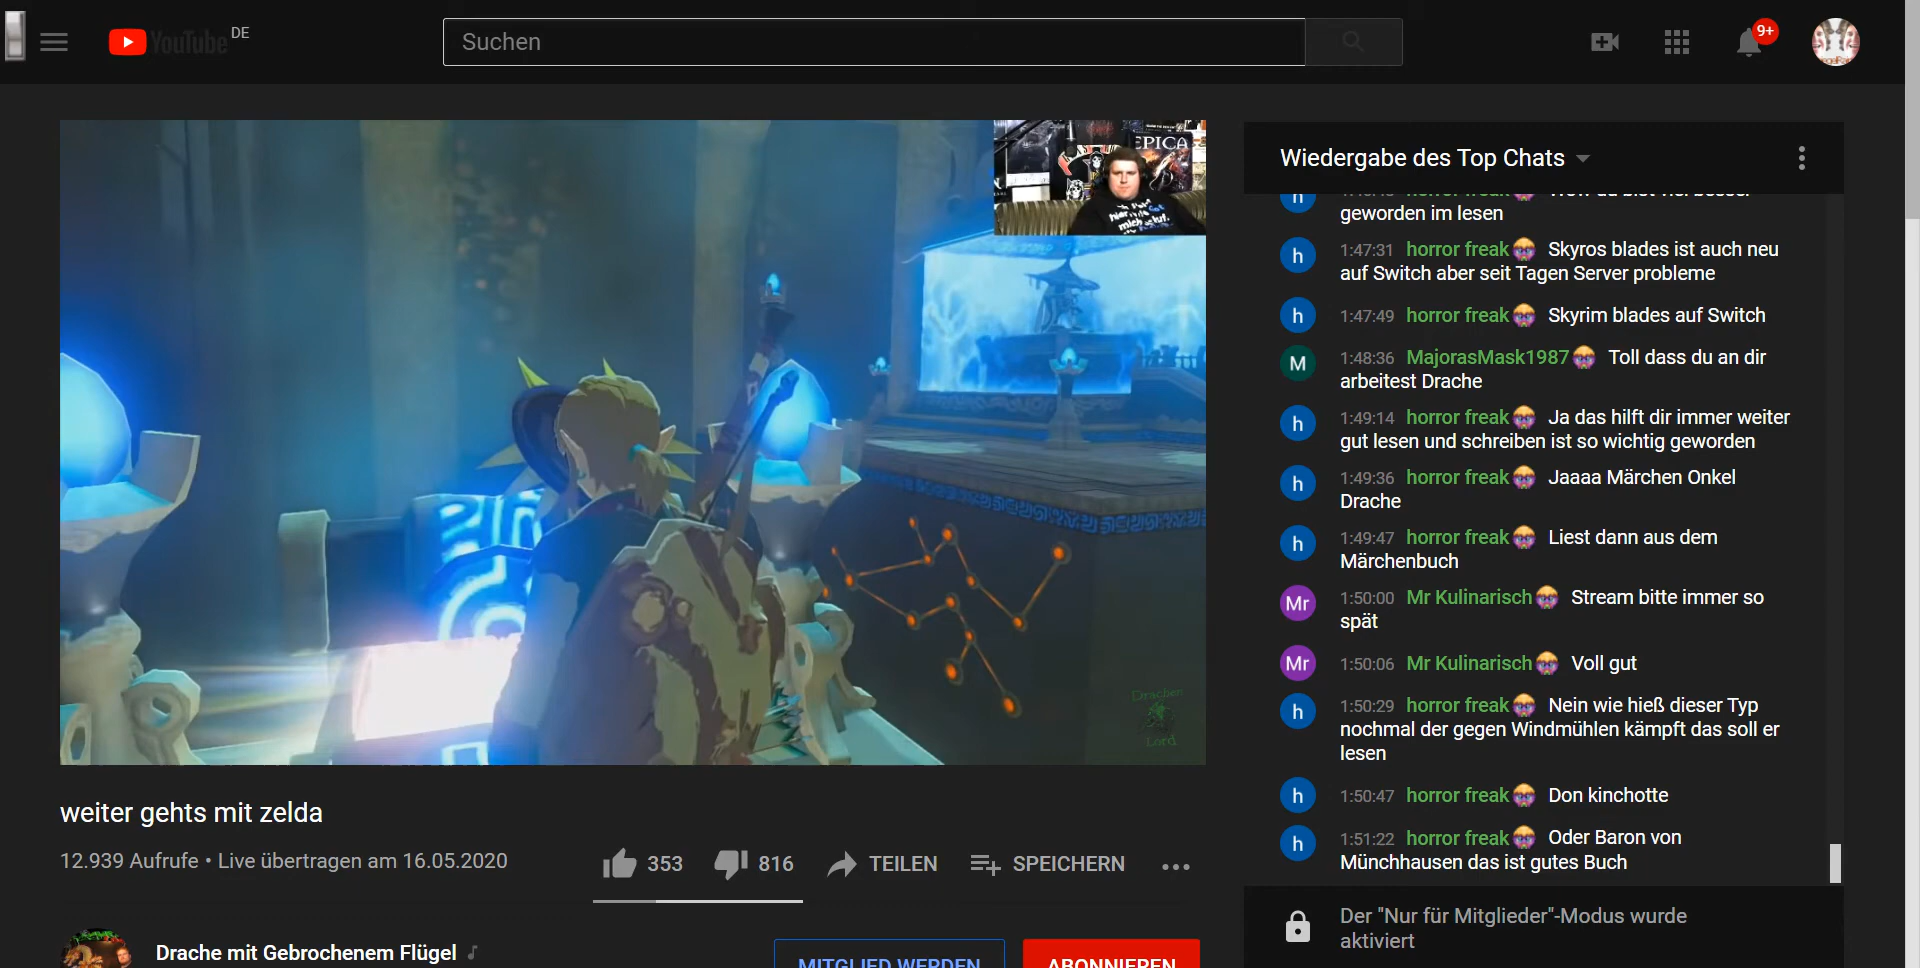 YouTube DE
Suchen
9+
EPICA
Wiedergabe des Top Chats
geworden im lesen
h 1:47:31 horror freak Skyros blades ist auch neu
auf Switch aber seit Tagen Server probleme
h 1:47:49 horror freak Skyrim blades auf Switch
M 1:48:36 MajorasMask1987 Toll dass du an dir
arbeitest Drache
h 1:49:14 horror freak Ja das hilft dir immer weiter
gut lesen und schreiben ist so wichtig geworden
h 1:49:36 horror freak Jaaaa Märchen Onkel
Drache
h 1:49:47 horror freak Liest dann aus dem
Märchenbuch
Mr 1:50:00 Mr Kulinarisch Stream bitte immer so
spät
Mr 1:50:06 Mr Kulinarisch Voll gut
h 1:50:29 horror freak Nein wie hieß dieser Typ
nochmal der gegen Windmühlen kämpft das soll er
lesen
h 1:50:47 horror freak Don kinchotte
h 1:51:22 horror freak Oder Baron von
Münchhausen das ist gutes Buch
Der "Nur für Mitglieder"-Modus wurde
aktiviert
Drachen
Lord
weiter gehts mit zelda
12.939 Aufrufe • Live übertragen am 16.05.2020
353 816 TEILEN SPEICHERN
Drache mit Gebrochenem Flügel
MITGLIED WERDEN
ABONNIEREN